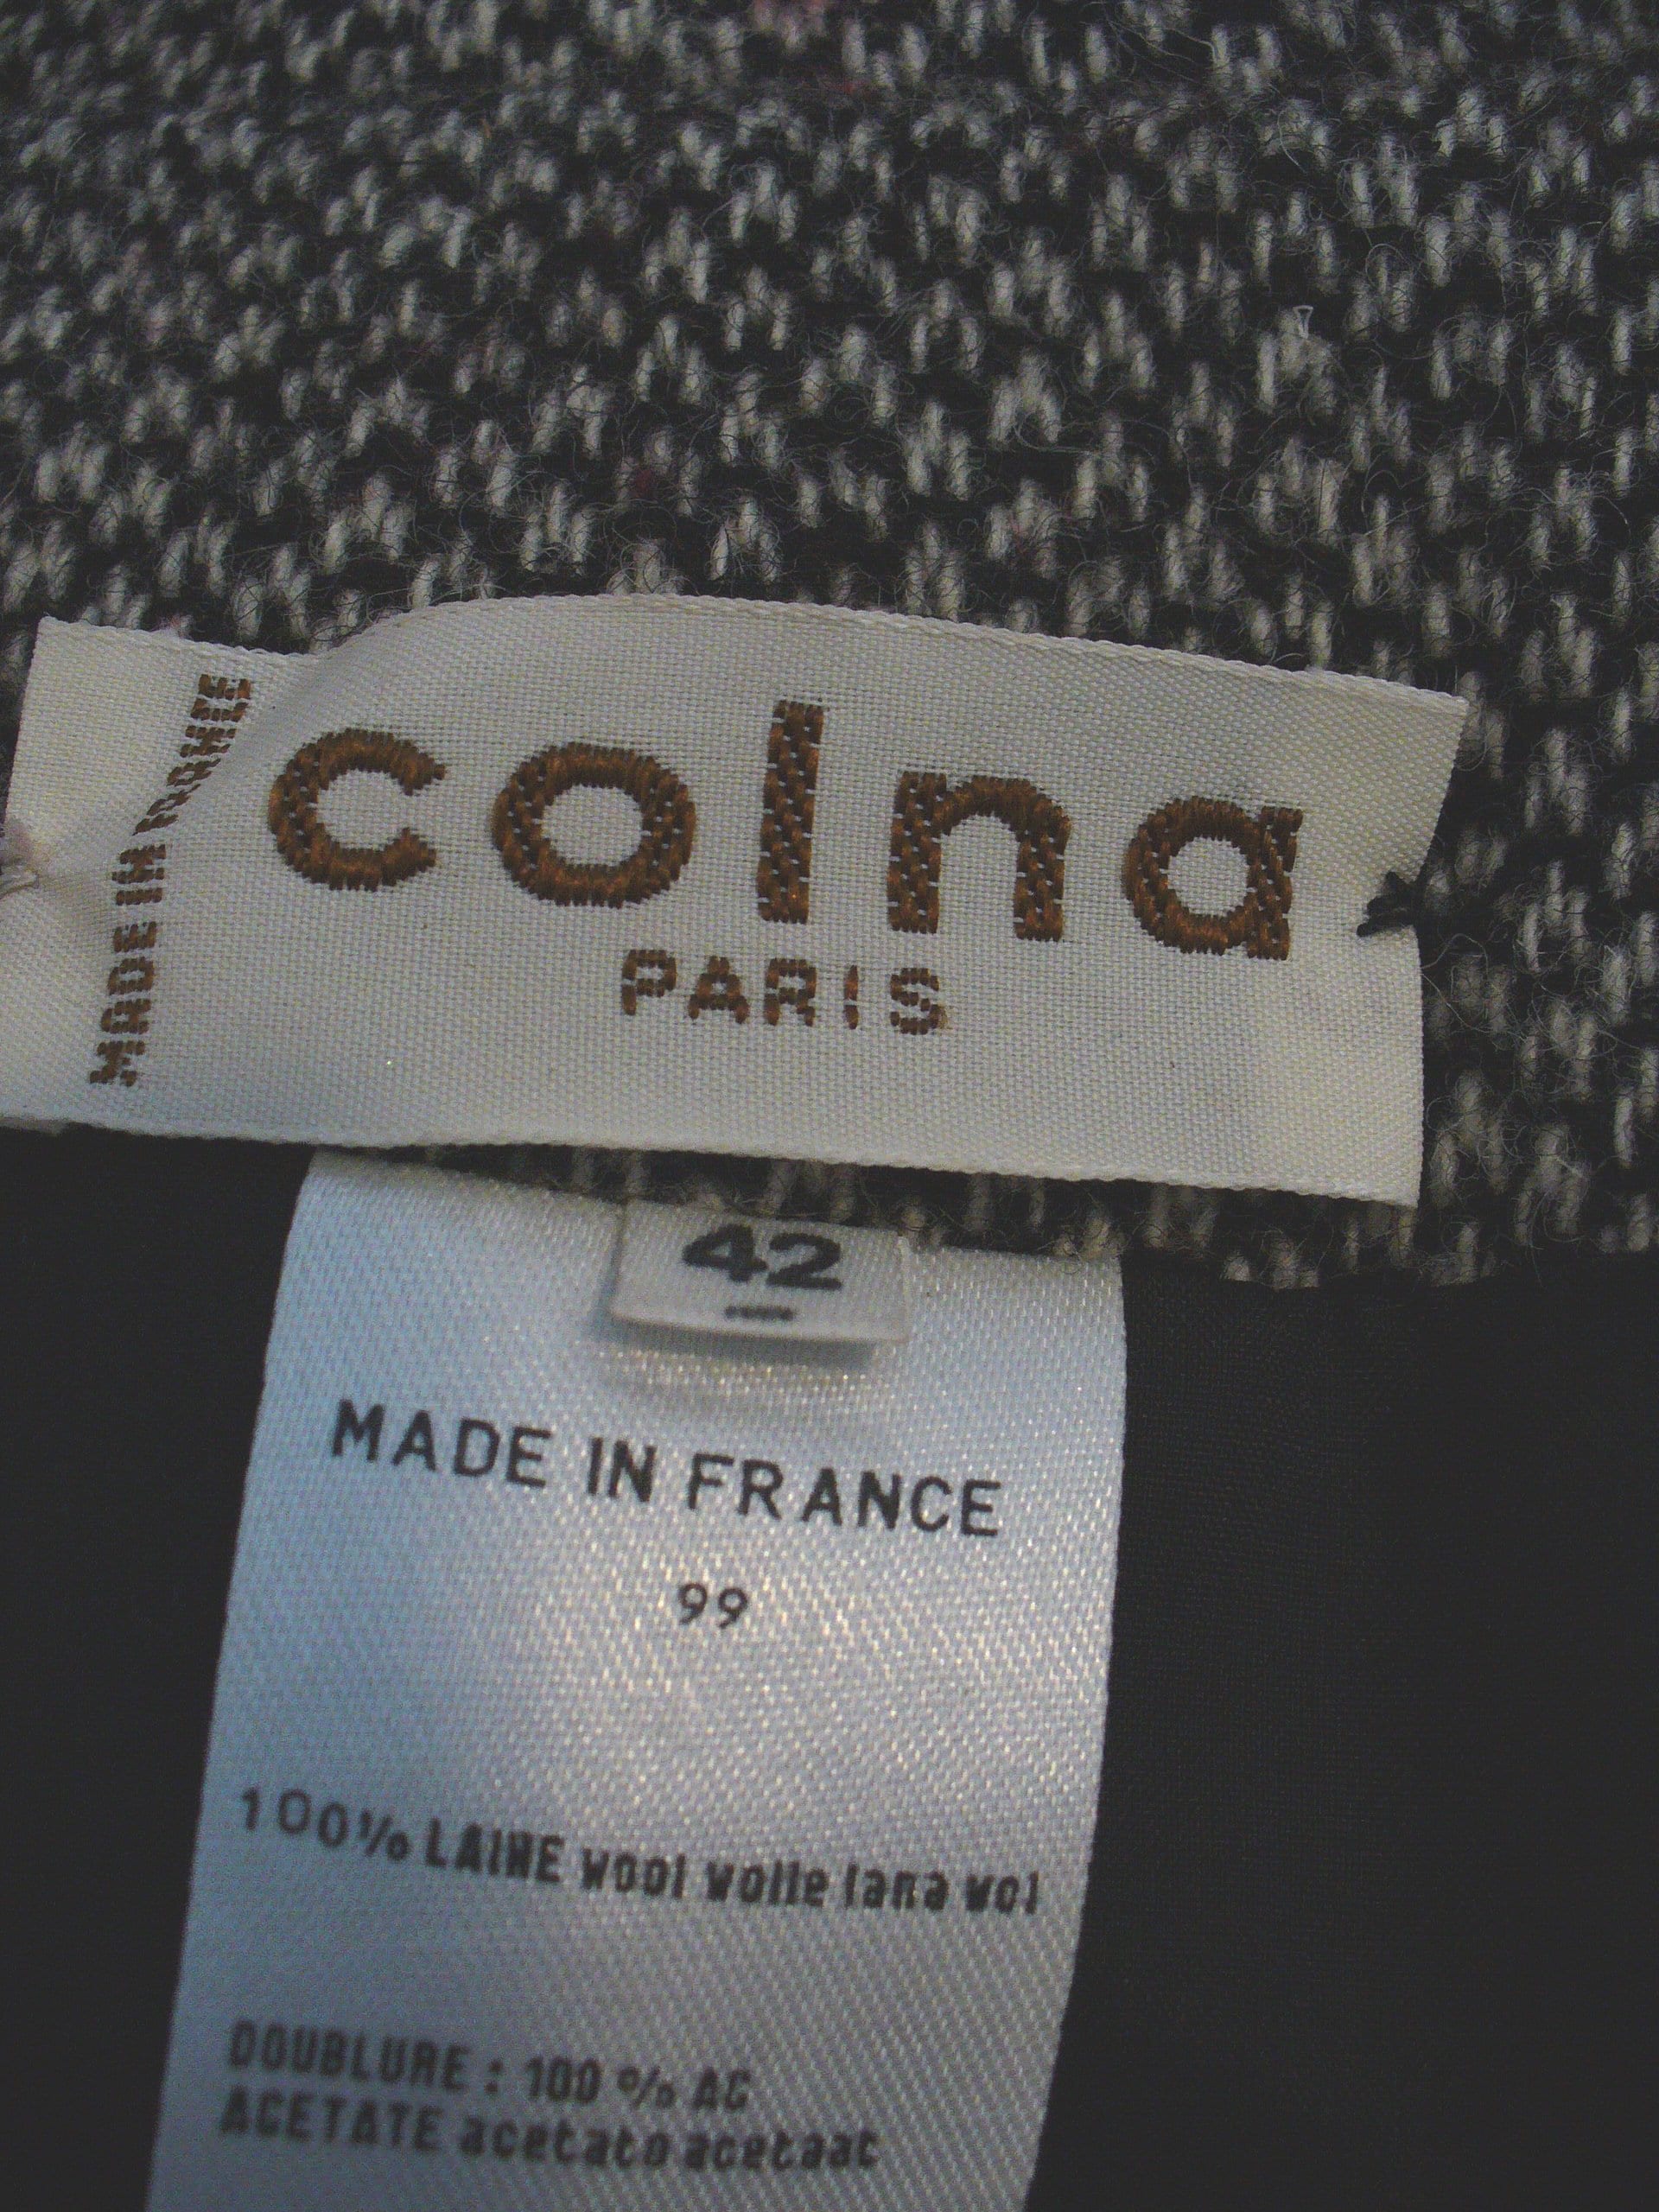 MADE IN FRANCE
colna
PARIS
42
MADE IN FRANCE
99
100% LAINE wool wolle lana wol
DOUBLURE : 100 % AC
ACETATE acetato acetaat